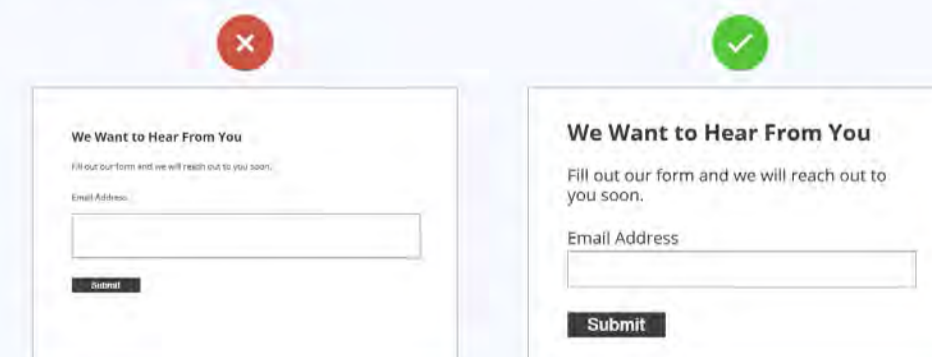 We Want to Hear From You
Fill out our form and we will reach out to you soon.
Email Address
Submit
We Want to Hear From You
Fill out our form and we will reach out to
you soon.
Email Address
Submit